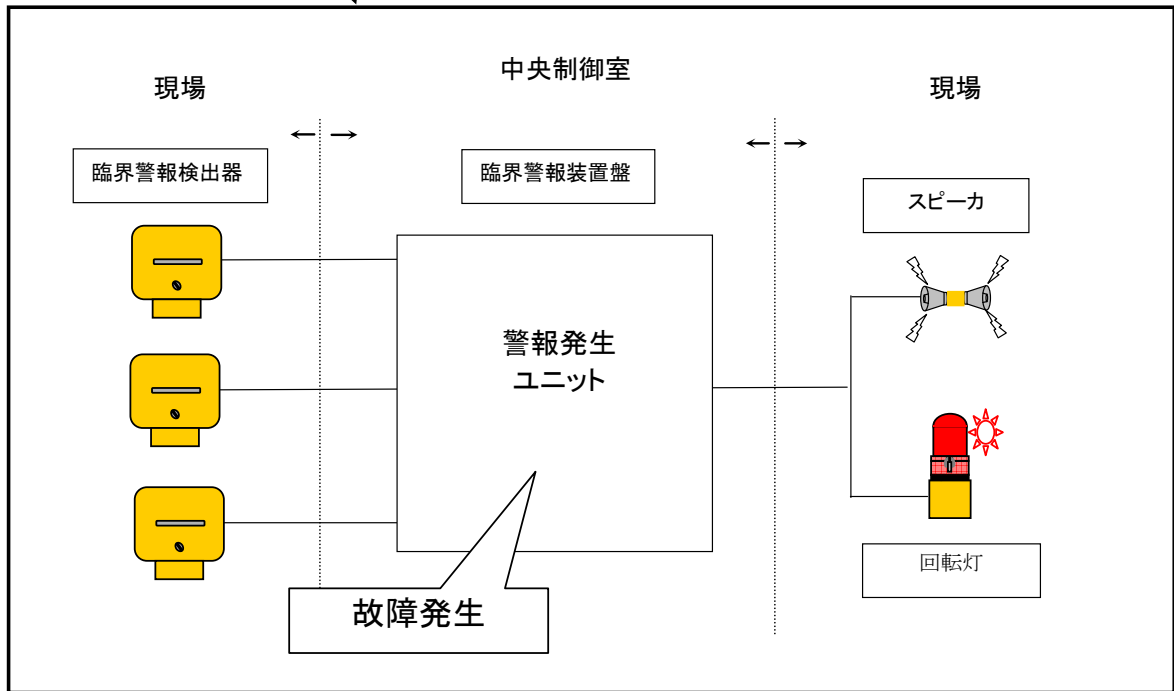 中央制御室
現場
現場
臨界警報検出器
臨界警報装置盤
スピーカ
警報発生
ユニット
故障発生
回転灯